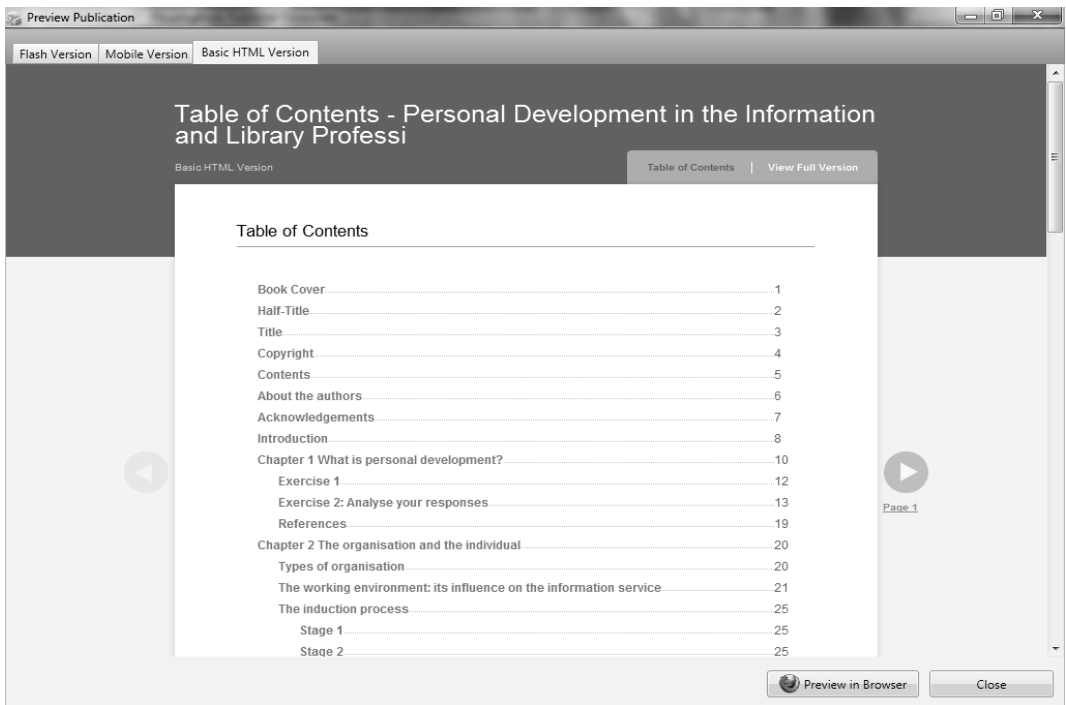 Preview Publication
Flash Version Mobile Version Basic HTML Version
Table of Contents - Personal Development in the Information
and Library Professi
Basic HTML Version
Table of Contents | View Full Version
Table of Contents
Book Cover 1
Half-Title 2
Title 3
Copyright 4
Contents 5
About the authors 6
Acknowledgements 7
Introduction 8
Chapter 1 What is personal development? 10
Exercise 1 12
Exercise 2: Analyse your responses 13
References 19
Chapter 2 The organisation and the individual 20
Types of organisation 20
The working environment: its influence on the information service 21
The induction process 25
Stage 1 25
Stage 2 25
Page 1
Preview in Browser Close